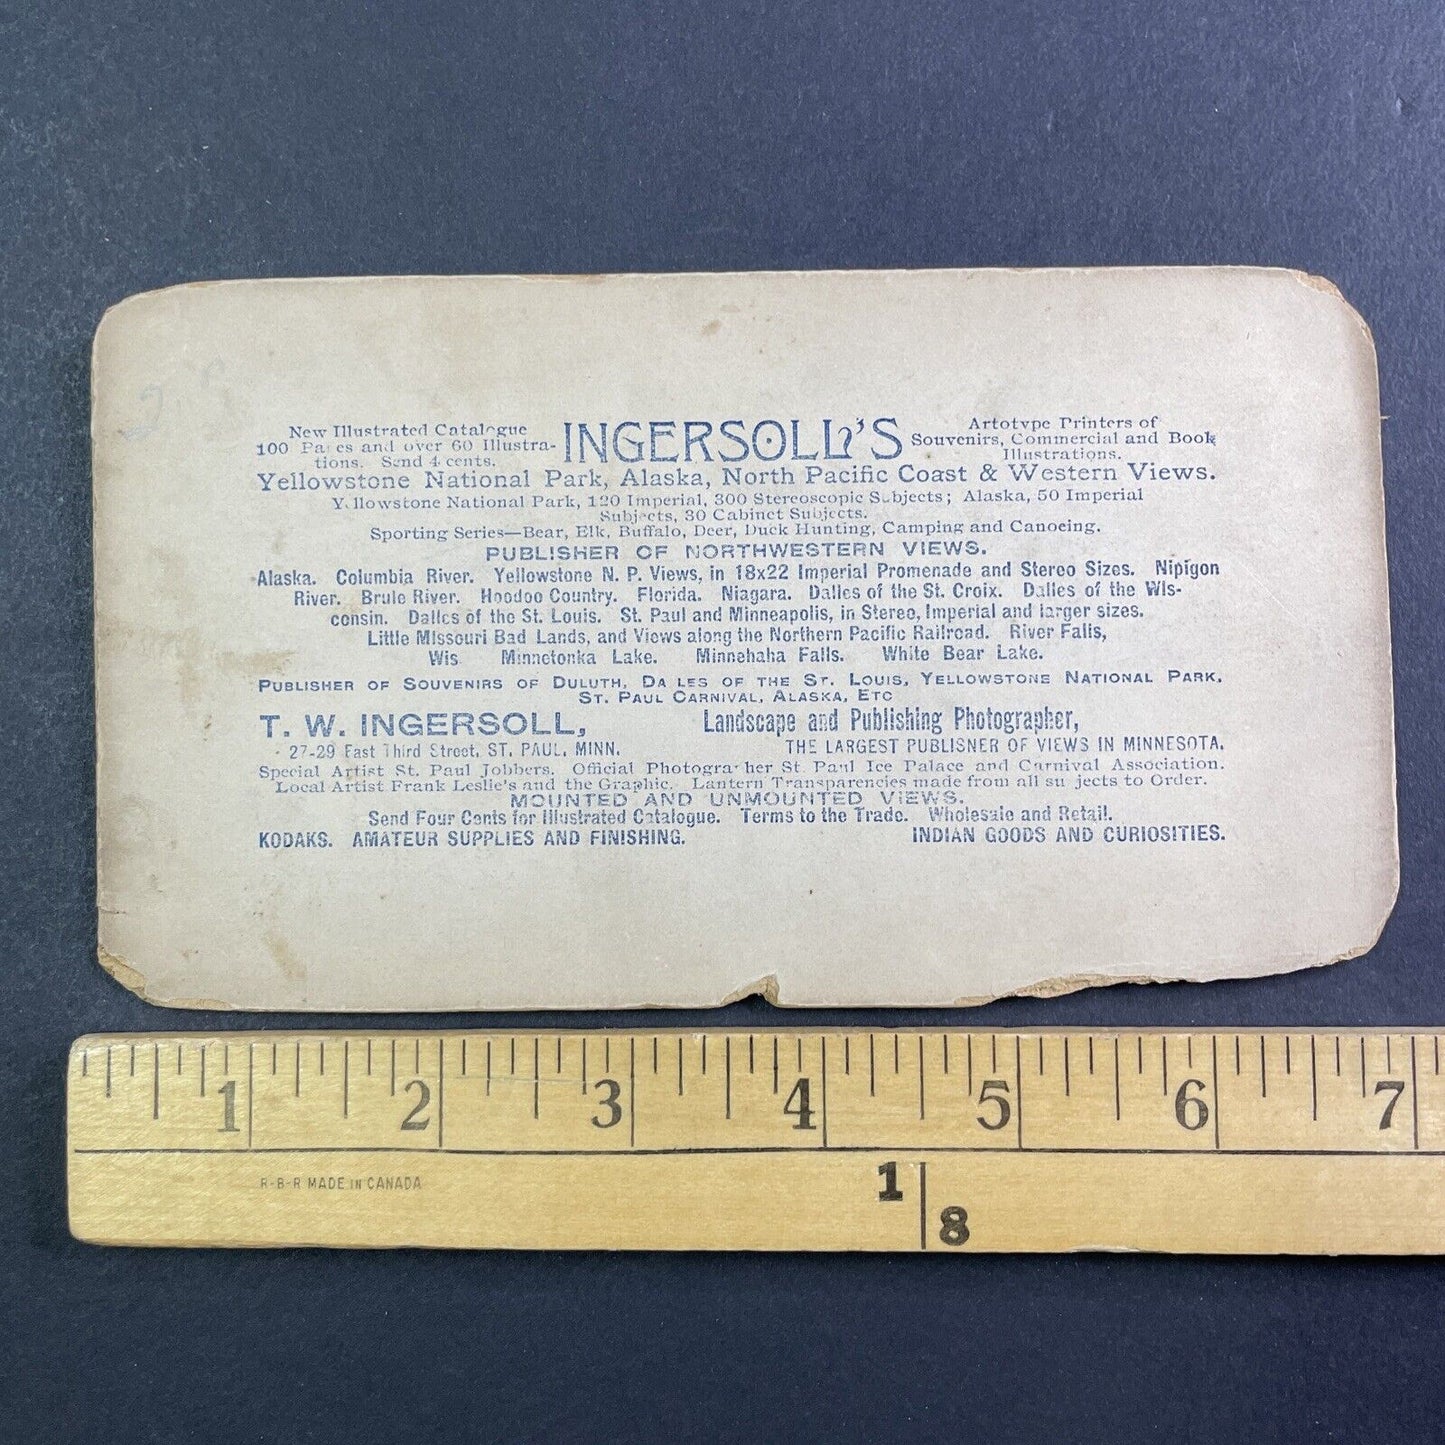 New Illustrated Catalogue
100 Pages and over 60 Illustra-
tions. Send 4 cents.
INGERSOLL'S
Artotype Printers of
Souvenirs, Commercial and Book
Illustrations.
Yellowstone National Park, Alaska, North Pacific Coast & Western Views.
Yellowstone National Park, 120 Imperial, 300 Stereoscopic Subjects; Alaska, 50 Imperial
Subjects, 30 Cabinet Subjects.
Sporting Series—Bear, Elk, Buffalo, Deer, Duck Hunting, Camping and Canoeing.
PUBLISHER OF NORTHWESTERN VIEWS.
Alaska. Columbia River. Yellowstone N. P. Views, in 18x22 Imperial Promenade and Stereo Sizes. Nipigon
River. Brule River. Hoodoo Country. Florida. Niagara. Dalles of the St. Croix. Dalles of the Wis-
consin. Dalles of the St. Louis. St. Paul and Minneapolis, in Stereo, Imperial and larger sizes.
Little Missouri Bad Lands, and Views along the Northern Pacific Railroad. River Falls,
Wis Minnetonka Lake. Minnehaha Falls. White Bear Lake.
PUBLISHER OF SOUVENIRS OF DULUTH, DALLES OF THE ST. LOUIS, YELLOWSTONE NATIONAL PARK.
ST. PAUL CARNIVAL, ALASKA, ETC
T. W. INGERSOLL, Landscape and Publishing Photographer,
27-29 East Third Street, ST. PAUL, MINN. THE LARGEST PUBLISHER OF VIEWS IN MINNESOTA.
Special Artist St. Paul Jobbers. Official Photographer St. Paul Ice Palace and Carnival Association.
Local Artist Frank Leslie's and the Graphic. Lantern Transparencies made from all subjects to Order.
MOUNTED AND UNMOUNTED VIEWS.
Send Four Cents for Illustrated Catalogue. Terms to the Trade. Wholesale and Retail.
KODAKS. AMATEUR SUPPLIES AND FINISHING. INDIAN GOODS AND CURIOSITIES.
1 2 3 4 5 6 7
R-B-R MADE IN CANADA
1
8